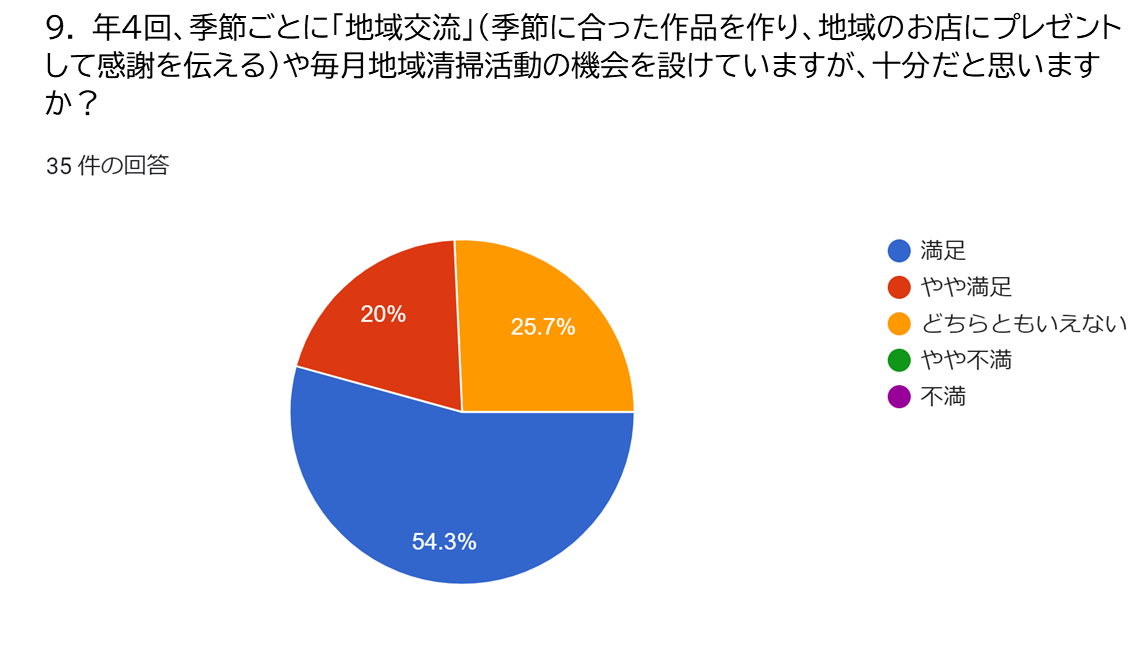 9. 年4回、季節ごとに「地域交流」（季節に合った作品を作り、地域のお店にプレゼント
して感謝を伝える）や毎月地域清掃活動の機会を設けていますが、十分だと思います
か？
35 件の回答
満足
やや満足
どちらともいえない
やや不満
不満
20%
25.7%
54.3%